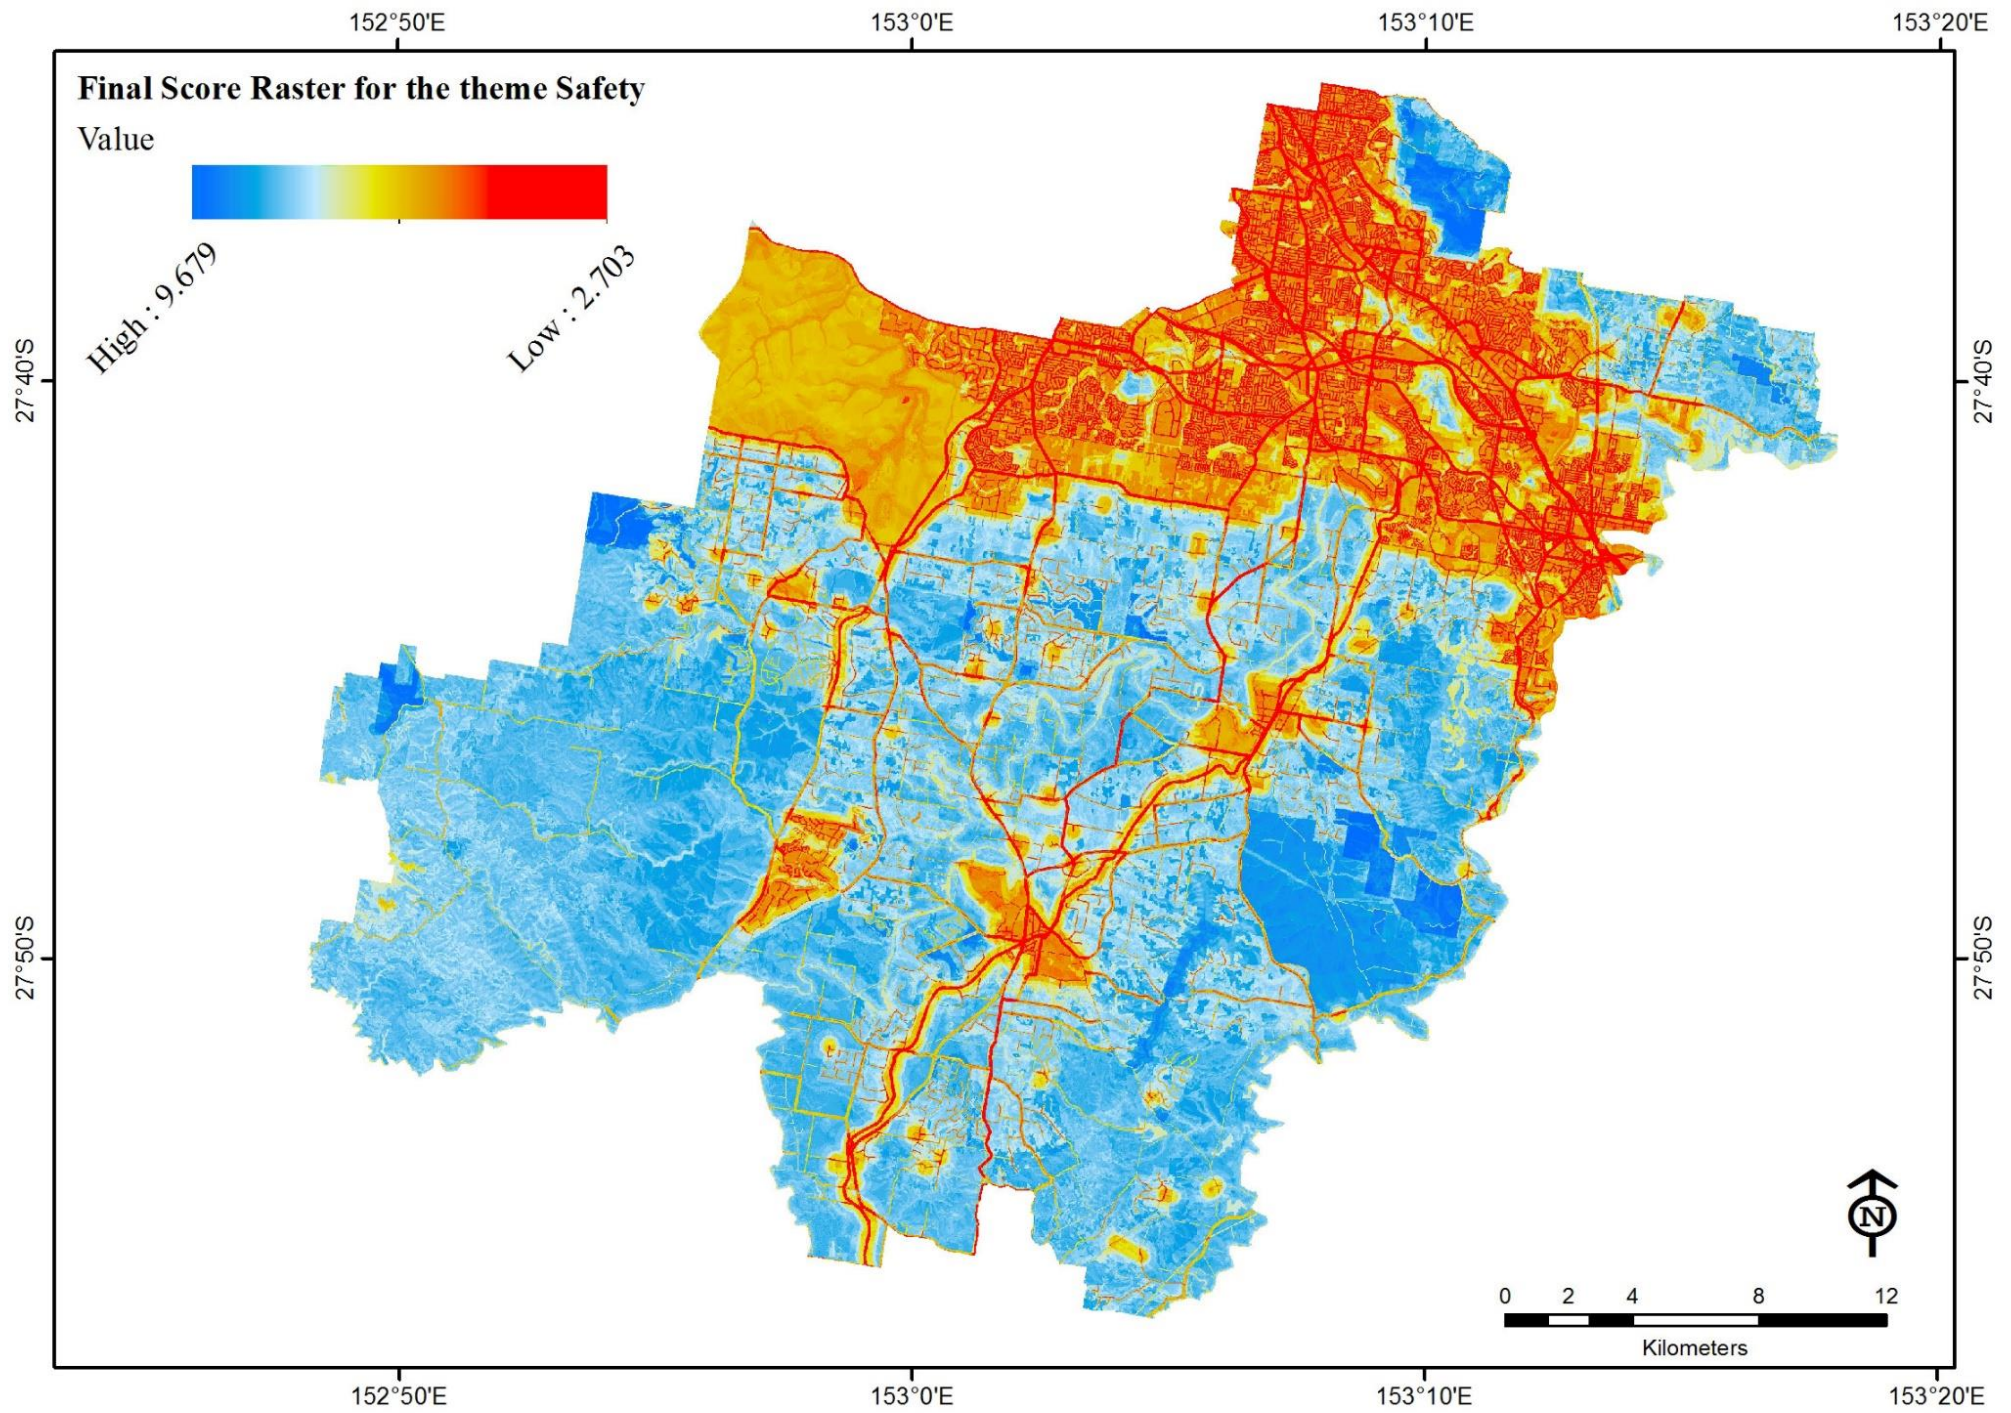 152°50'E 153°0'E 153°10'E 153°20'E
Final Score Raster for the theme Safety
Value
High : 9.679
Low : 2.703
27°40'S 27°40'S
27°50'S 27°50'S
N
0 2 4 8 12
Kilometers
152°50'E 153°0'E 153°10'E 153°20'E